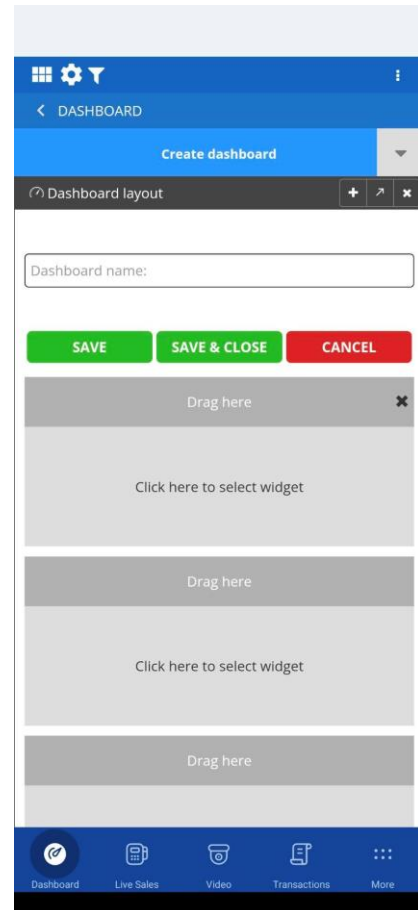 DASHBOARD
Create dashboard
Dashboard layout
Dashboard name:
SAVE SAVE & CLOSE CANCEL
Drag here
Click here to select widget
Drag here
Click here to select widget
Drag here
Dashboard Live Sales Video Transactions More